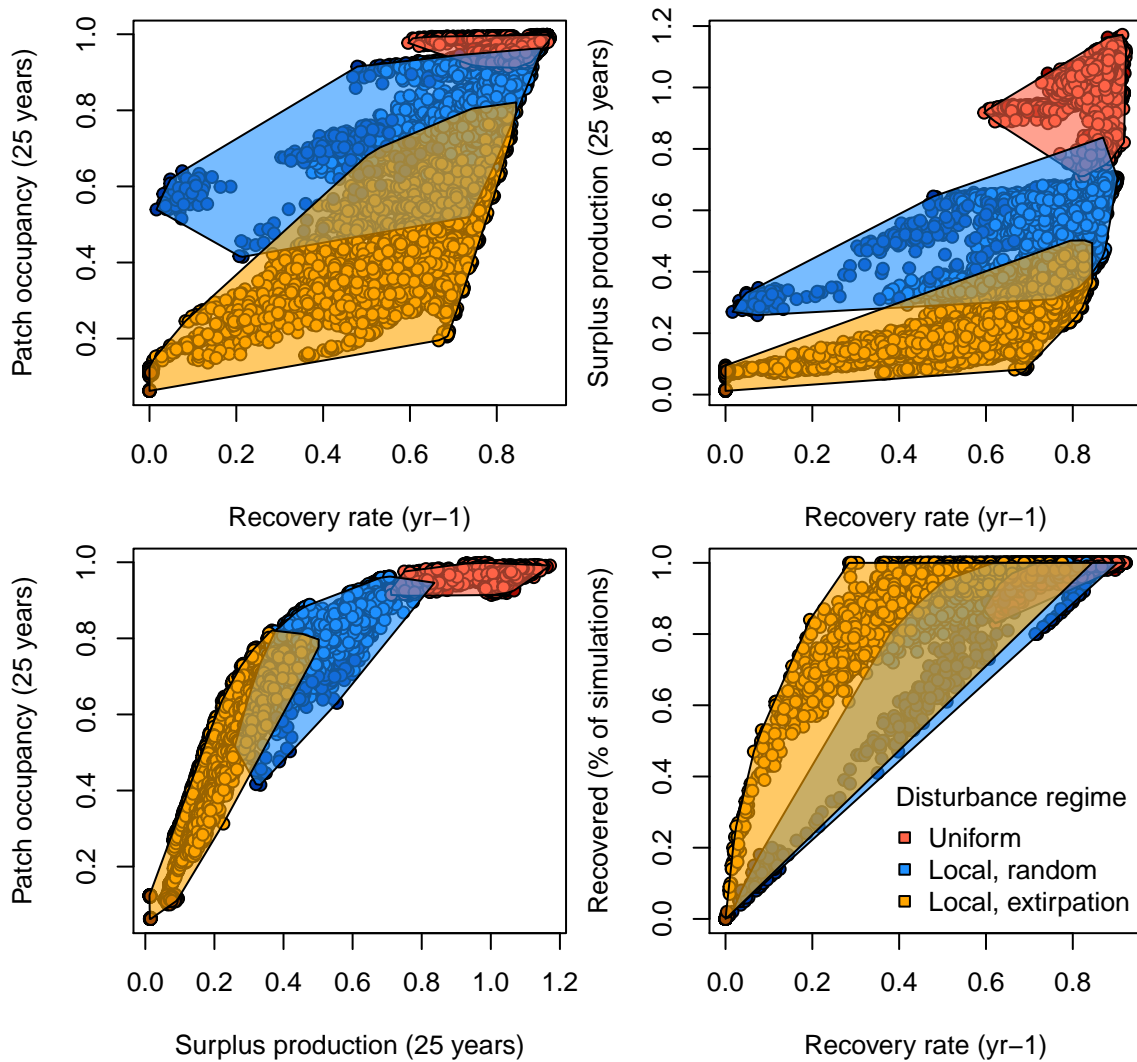 Patch occupancy (25 years)
0.2 0.4 0.6 0.8 1.0
0.0 0.2 0.4 0.6 0.8
Recovery rate (yr−1)
Surplus production (25 years)
0.0 0.2 0.4 0.6 0.8 1.0 1.2
0.0 0.2 0.4 0.6 0.8
Recovery rate (yr−1)
Patch occupancy (25 years)
0.2 0.4 0.6 0.8 1.0
0.0 0.2 0.4 0.6 0.8 1.0 1.2
Surplus production (25 years)
Recovered (% of simulations)
0.0 0.2 0.4 0.6 0.8 1.0
Disturbance regime
Uniform
Local, random
Local, extirpation
0.0 0.2 0.4 0.6 0.8
Recovery rate (yr−1)